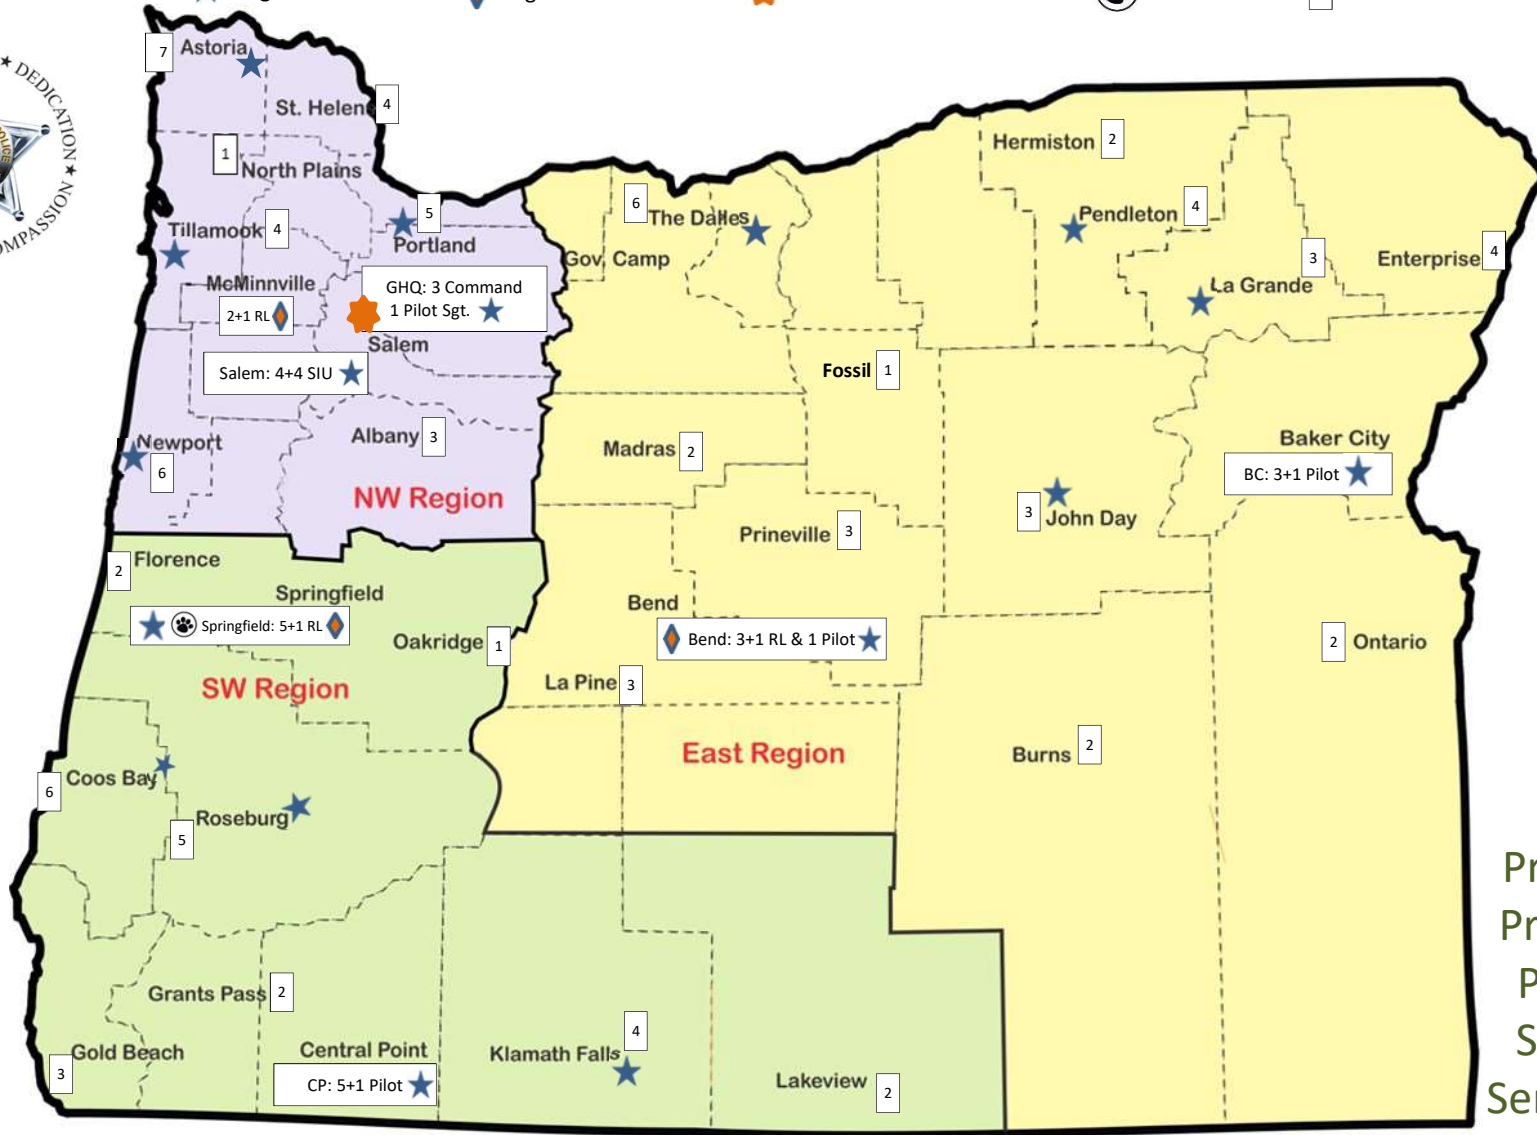 ★ DEDICATION ★
7
Astoria
St. Helens
4
1
North Plains
Tillamook
4
5
Portland
McMinnville
2+1 RL
GHQ: 3 Command
1 Pilot Sgt.
Salem
Salem: 4+4 SIU
Newport
6
Albany
3
NW Region
6
The Dalles
Gov. Camp
Hermiston
2
Pendleton
4
3
La Grande
Enterprise
4
Fossil
1
Madras
2
Baker City
BC: 3+1 Pilot
Prineville
3
3
John Day
2
Florence
Springfield
Springfield: 5+1 RL
Oakridge
1
SW Region
Bend
Bend: 3+1 RL & 1 Pilot
La Pine
3
East Region
2
Ontario
Burns
2
6
Coos Bay
Roseburg
5
Grants Pass
2
Gold Beach
3
Central Point
CP: 5+1 Pilot
Klamath Falls
4
Lakeview
2